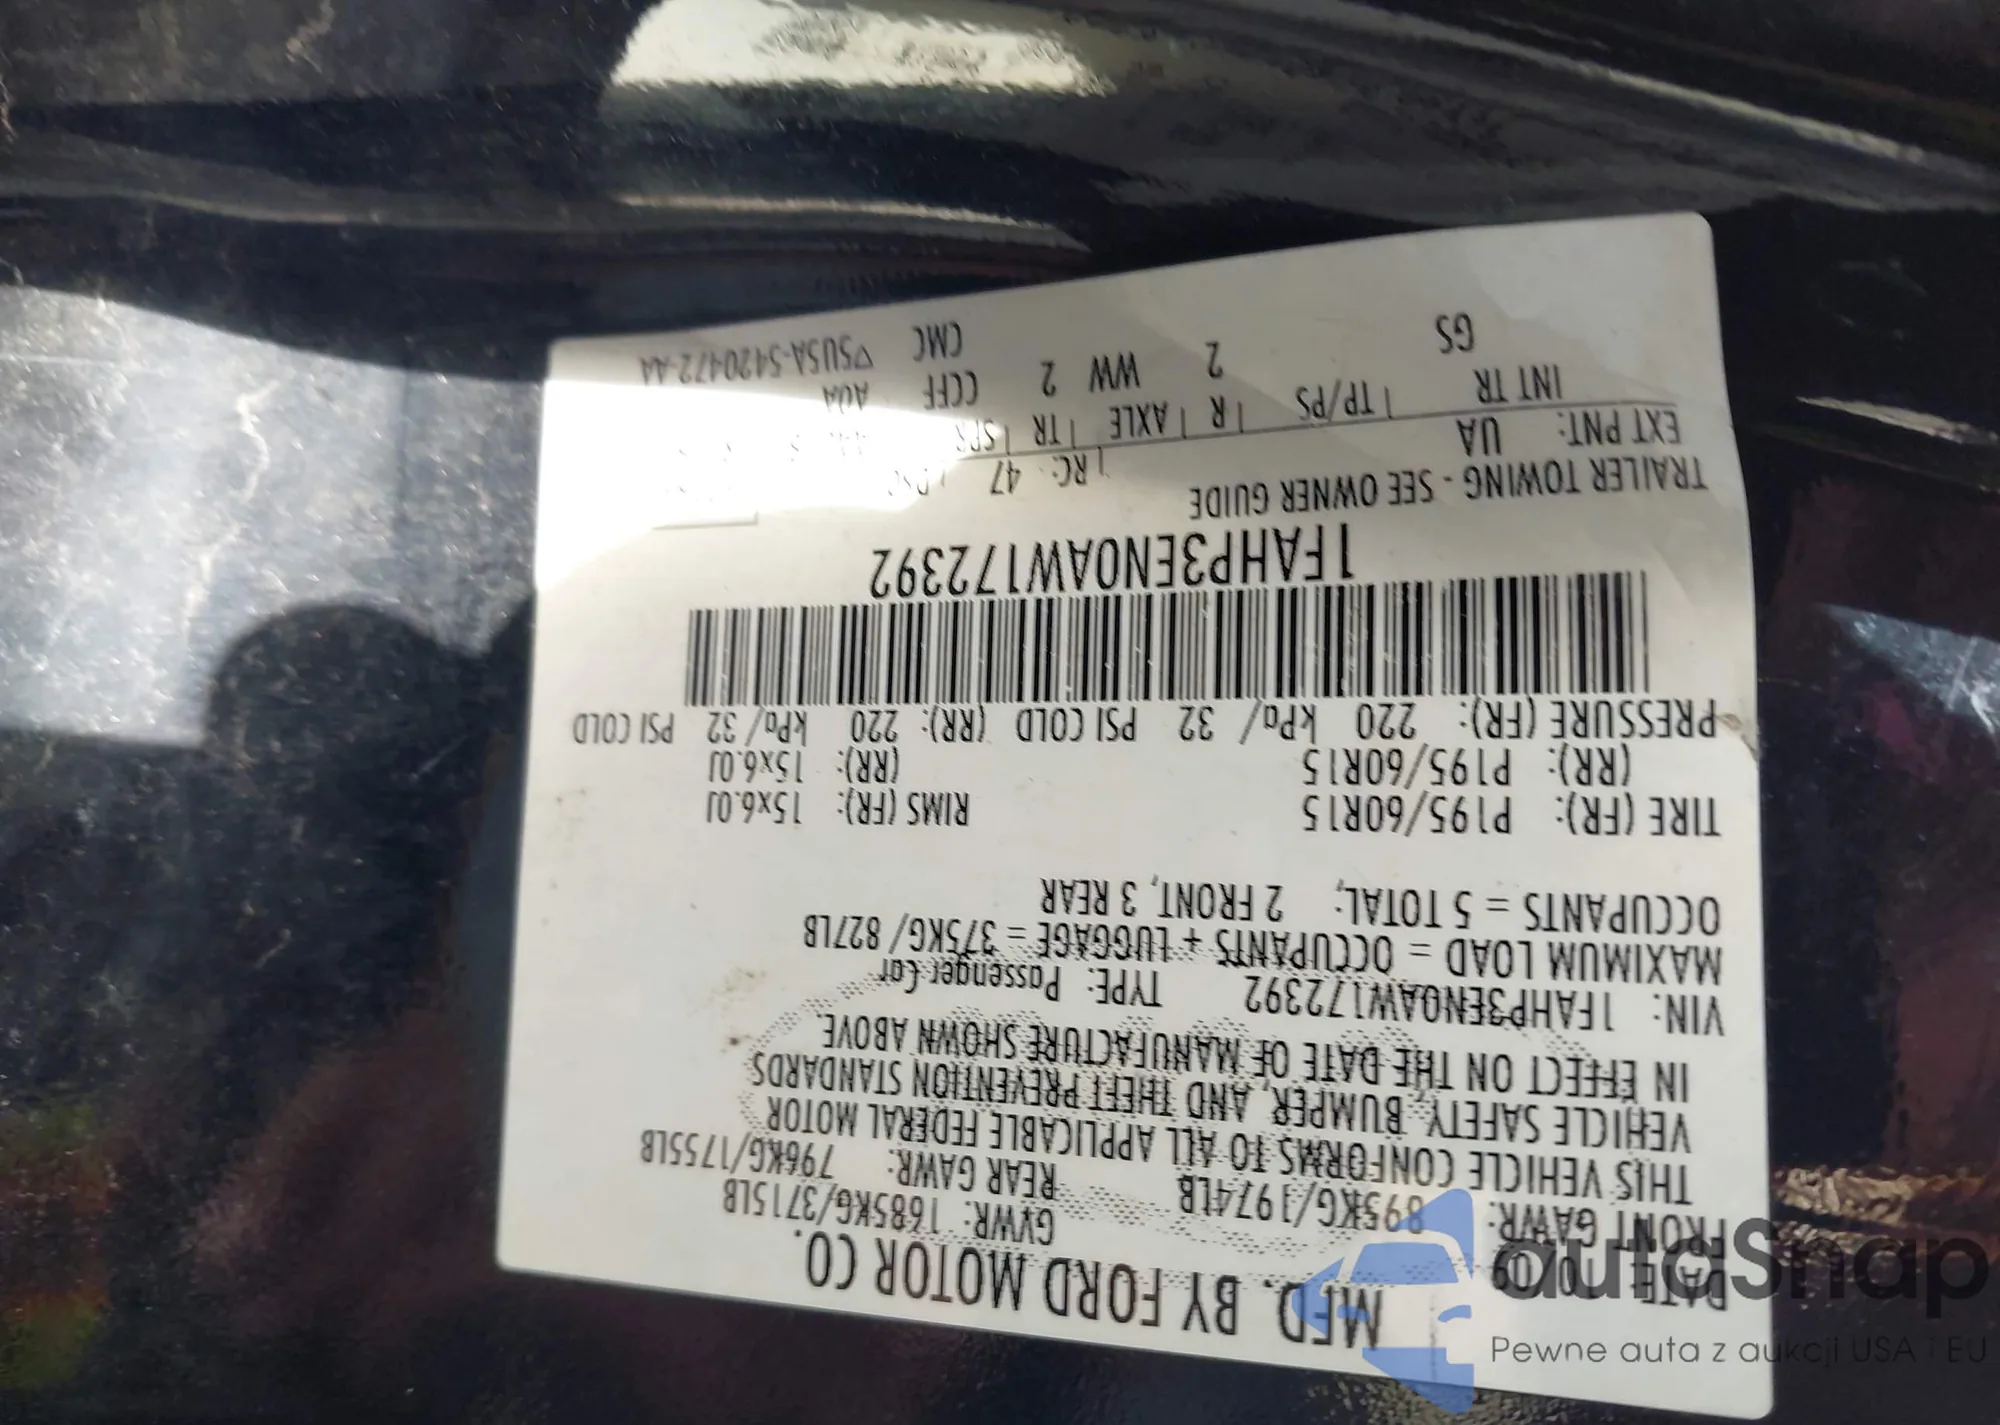 MFD. BY FORD MOTOR CO.
DATE: 10/09 GVWR: 1685KG/3715LB
FRONT GAWR: 895KG/1974LB REAR GAWR: 796KG/1755LB
THIS VEHICLE CONFORMS TO ALL APPLICABLE FEDERAL MOTOR
VEHICLE SAFETY, BUMPER, AND THEFT PREVENTION STANDARDS
IN EFFECT ON THE DATE OF MANUFACTURE SHOWN ABOVE.
VIN: 1FAHP3EN0AW172392 TYPE: Passenger Car
MAXIMUM LOAD = OCCUPANTS + LUGGAGE = 375KG/ 827LB
OCCUPANTS = 5 TOTAL; 2 FRONT, 3 REAR
TIRE (FR): P195/60R15 RIMS (FR): 15x6.0J
(RR): P195/60R15 (RR): 15x6.0J
PRESSURE (FR): 220 kPa/ 32 PSI COLD (RR): 220 kPa/ 32 PSI COLD
1FAHP3EN0AW172392
TRAILER TOWING - SEE OWNER GUIDE
EXT PNT: UA RC: 47
INT TR TP/PS R AXLE TR SPR
GS 2 WW 2 CCFF
CMC ▽5U5A-5420472-AA
autoSnap
Pewne auta z aukcji USA i EU